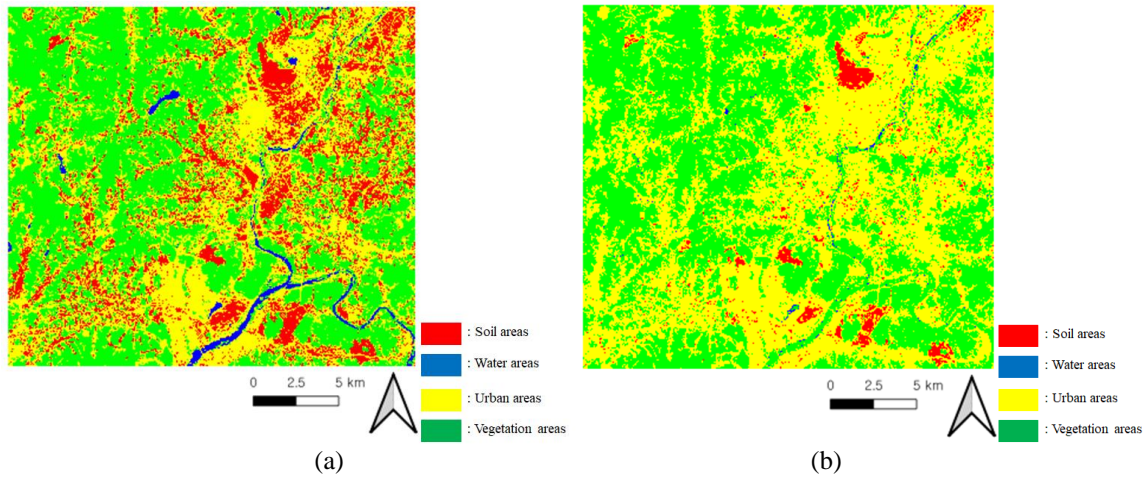 : Soil areas
: Water areas
0 2.5 5 km
: Urban areas
: Vegetation areas
(a)
: Soil areas
: Water areas
0 2.5 5 km
: Urban areas
: Vegetation areas
(b)